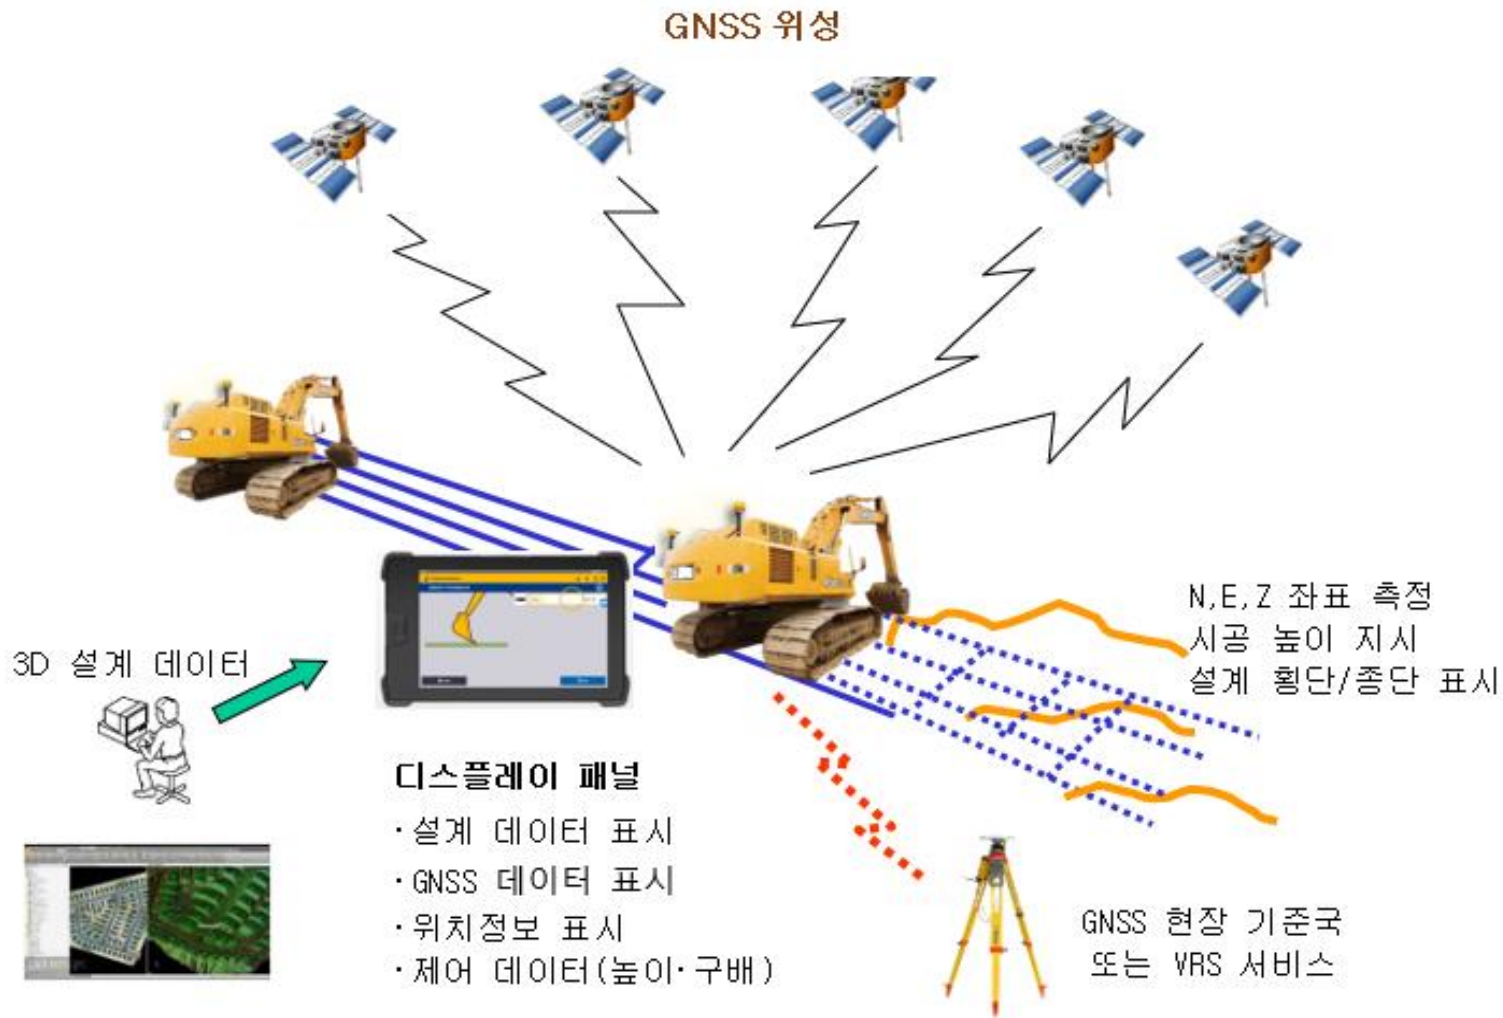 GNSS 위성
N,E,Z 좌표 측정
시공 높이 지시
설계 횡단/종단 표시
3D 설계 데이터
디스플레이 패널
·설계 데이터 표시
·GNSS 데이터 표시
·위치정보 표시
·제어 데이터(높이·구배)
GNSS 현장 기준국
또는 VRS 서비스